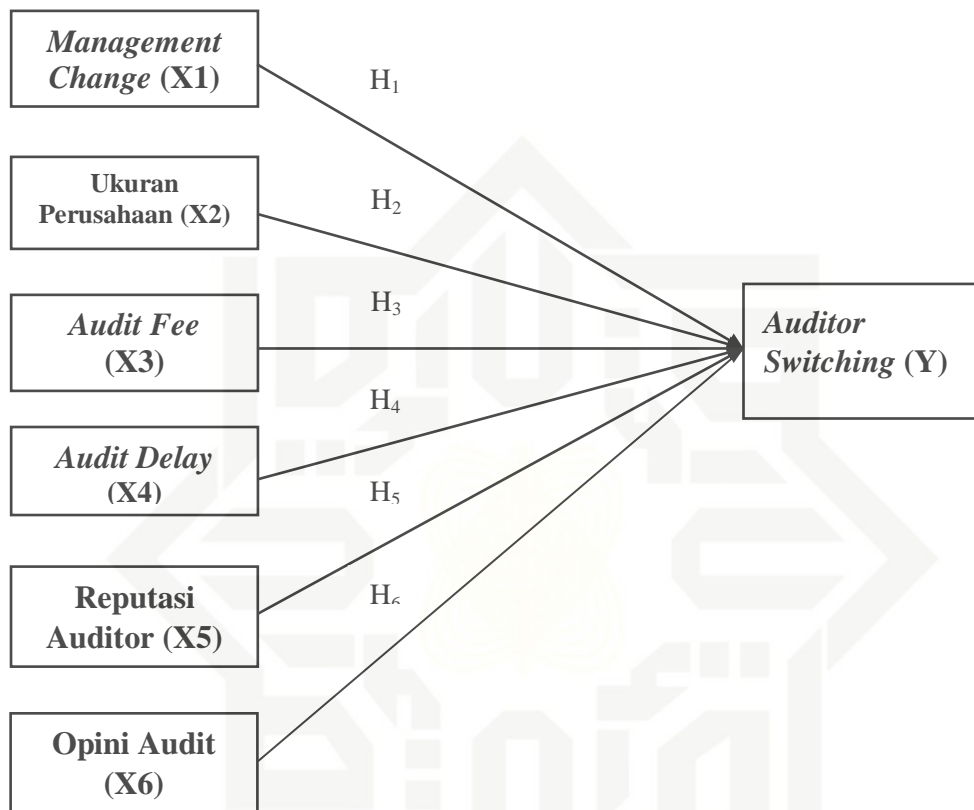 Management
Change (X1)
H₁
Ukuran
Perusahaan (X2)
H₂
Audit Fee
(X3)
H₃
Auditor
Switching (Y)
Audit Delay
(X4)
H₄
Reputasi
Auditor (X5)
H₅
Opini Audit
(X6)
H₆